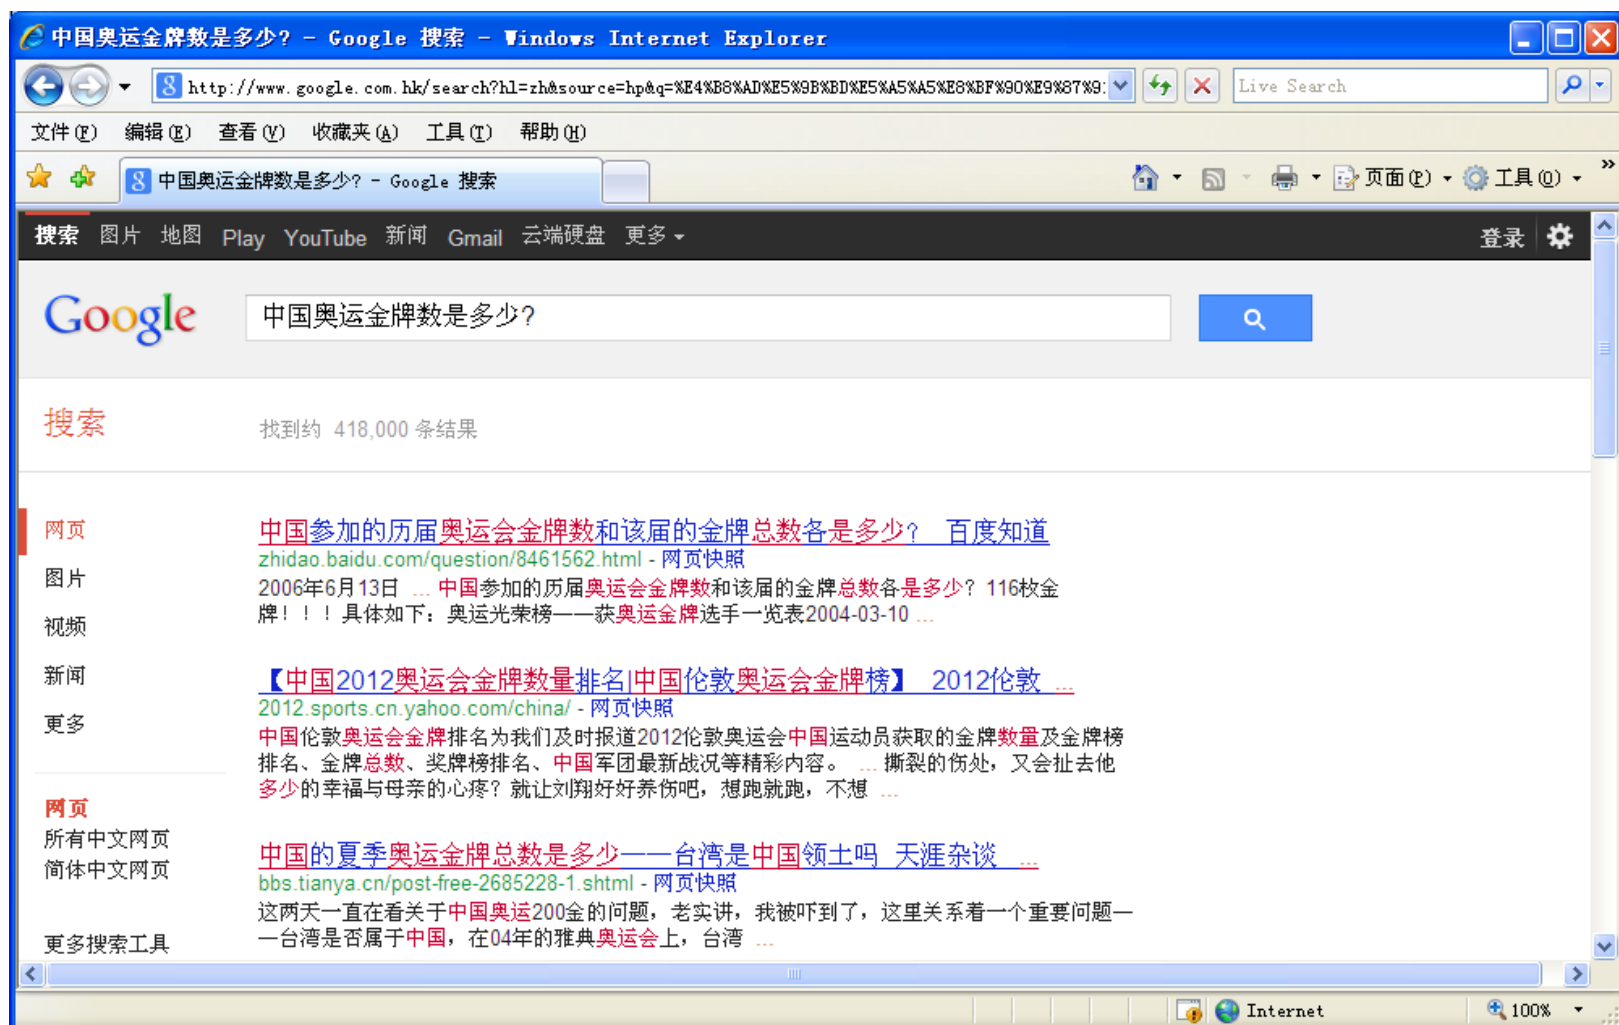 中国奥运金牌数是多少? - Google 搜索 - Windows Internet Explorer
http://www.google.com.hk/search?hl=zh&source=hp&q=%E4%B8%AD%E5%9B%BD%E5%A5%A5%E8%BF%90%E9%87%9
Live Search
文件(F) 编辑(E) 查看(V) 收藏夹(A) 工具(T) 帮助(H)
中国奥运金牌数是多少? - Google 搜索
页面(P) 工具(O) »
搜索 图片 地图 Play YouTube 新闻 Gmail 云端硬盘 更多
登录
Google
中国奥运金牌数是多少?
搜索
找到约 418,000 条结果
网页
图片
视频
新闻
更多
网页
所有中文网页
简体中文网页
更多搜索工具
中国参加的历届奥运会金牌数和该届的金牌总数各是多少? 百度知道
zhidao.baidu.com/question/8461562.html - 网页快照
2006年6月13日 ... 中国参加的历届奥运会金牌数和该届的金牌总数各是多少? 116枚金
牌！！！具体如下：奥运光荣榜——获奥运金牌选手一览表2004-03-10 ...
【中国2012奥运会金牌数量排名|中国伦敦奥运会金牌榜】 2012伦敦 ...
2012.sports.cn.yahoo.com/china/ - 网页快照
中国伦敦奥运会金牌排名为我们及时报道2012伦敦奥运会中国运动员获取的金牌数量及金牌榜
排名、金牌总数、奖牌榜排名、中国军团最新战况等精彩内容。 ... 撕裂的伤处，又会扯去他
多少的幸福与母亲的心疼？就让刘翔好好养伤吧，想跑就跑，不想 ...
中国的夏季奥运金牌总数是多少——台湾是中国领土吗 天涯杂谈 ...
bbs.tianya.cn/post-free-2685228-1.shtml - 网页快照
这两天一直在看关于中国奥运200金的问题，老实讲，我被吓到了，这里关系着一个重要问题—
—台湾是否属于中国，在04年的雅典奥运会上，台湾 ...
Internet
100%